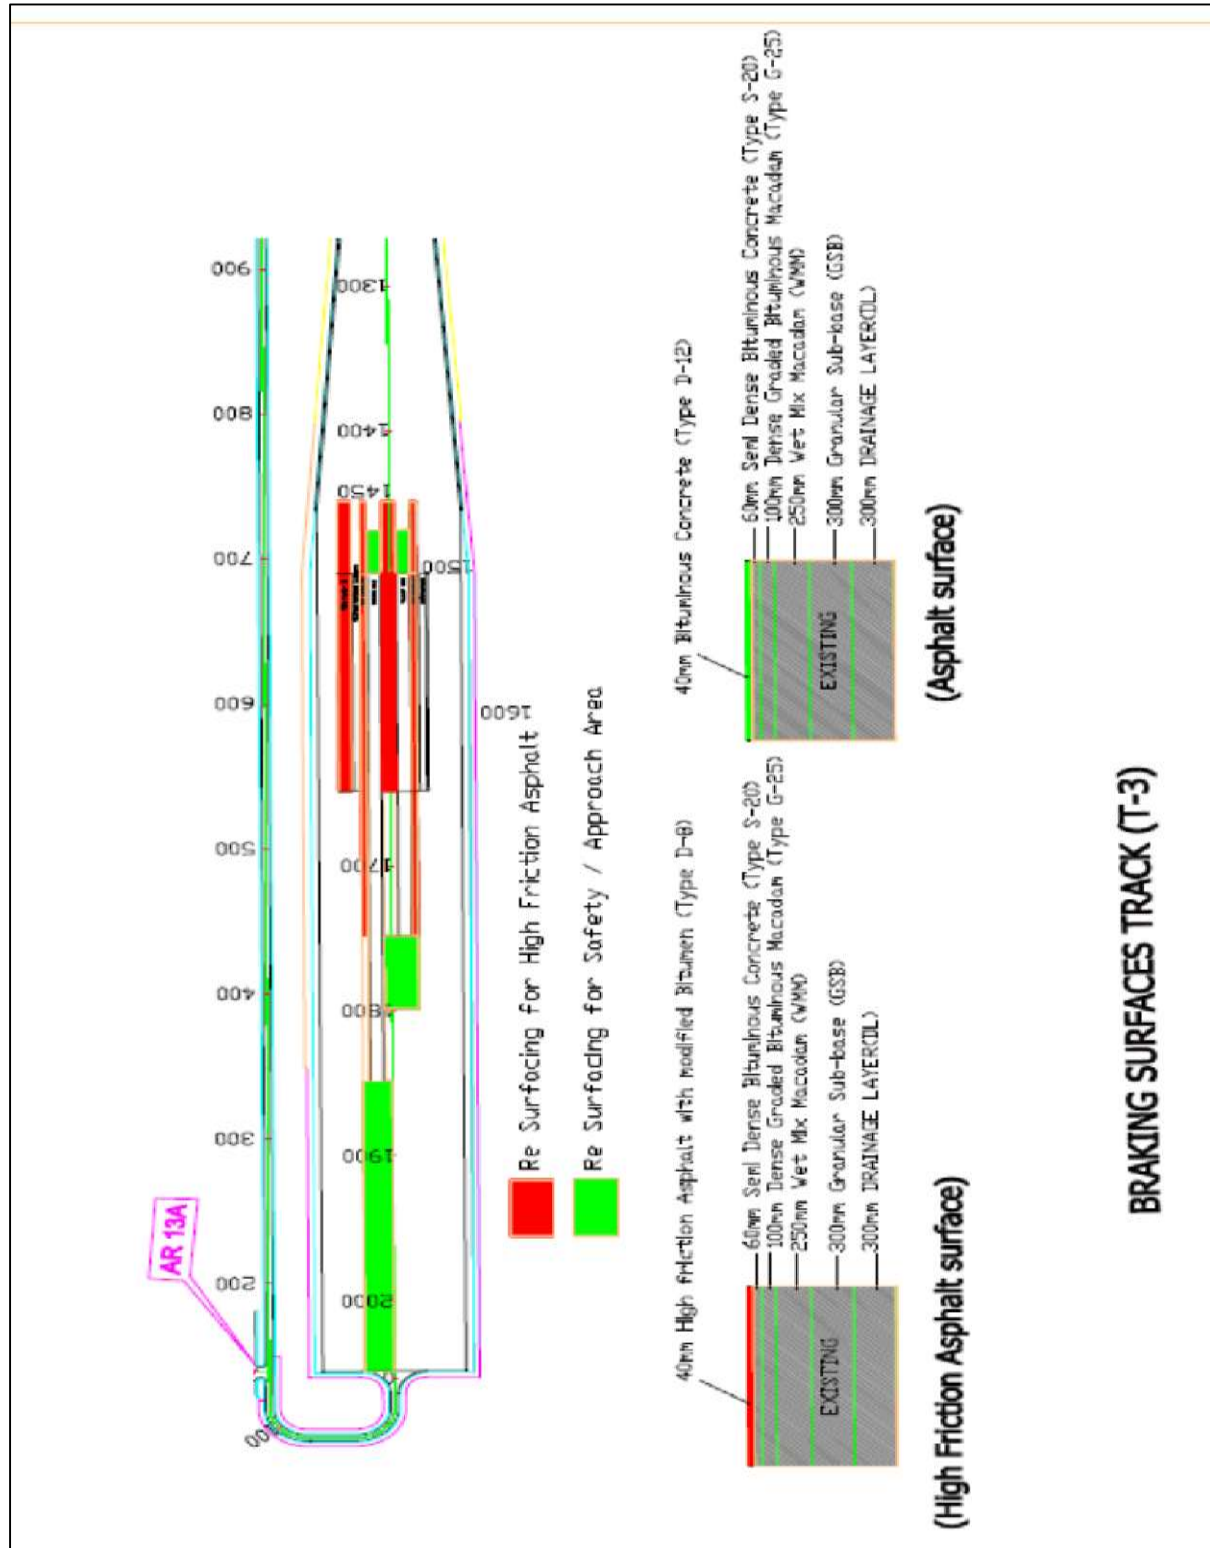 900
800
700
600
500
400
300
200
000
AR 13A
1300
1400
1450
1500
1600
1700
1800
1900
2000
Re Surfacing for High Friction Asphalt
Re Surfacing for Safety / Approach Area
40mm High friction Asphalt with modified Bitumen (Type D-8)
60mm Semi Dense Bituminous Concrete (Type S-20)
100mm Dense Graded Bituminous Macadam (Type G-25)
250mm Wet Mix Macadam (WMM)
300mm Granular Sub-base (GSB)
300mm DRAINAGE LAYER(DL)
EXISTING
(High Friction Asphalt surface)
40mm Bituminous Concrete (Type D-12)
60mm Semi Dense Bituminous Concrete (Type S-20)
100mm Dense Graded Bituminous Macadam (Type G-25)
250mm Wet Mix Macadam (WMM)
300mm Granular Sub-base (GSB)
300mm DRAINAGE LAYER(DL)
EXISTING
(Asphalt surface)
BRAKING SURFACES TRACK (T-3)